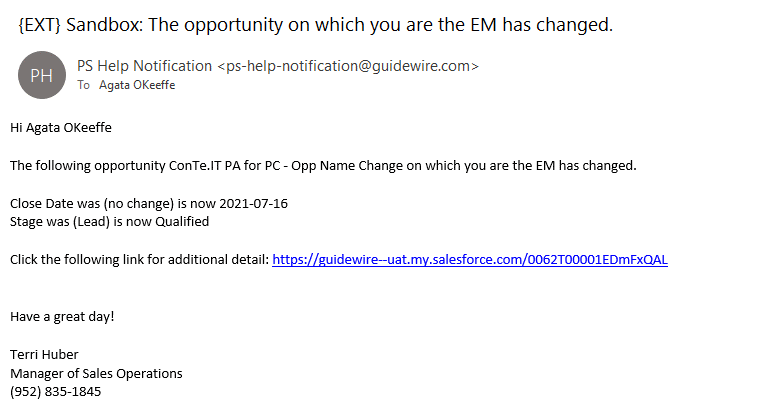 {EXT} Sandbox: The opportunity on which you are the EM has changed.
PH
PS Help Notification <ps-help-notification@guidewire.com>
To Agata OKeeffe
Hi Agata OKeeffe
The following opportunity ConTe.IT PA for PC - Opp Name Change on which you are the EM has changed.
Close Date was (no change) is now 2021-07-16
Stage was (Lead) is now Qualified
Click the following link for additional detail: https://guidewire--uat.my.salesforce.com/0062T00001EDmFxQAL
Have a great day!
Terri Huber
Manager of Sales Operations
(952) 835-1845